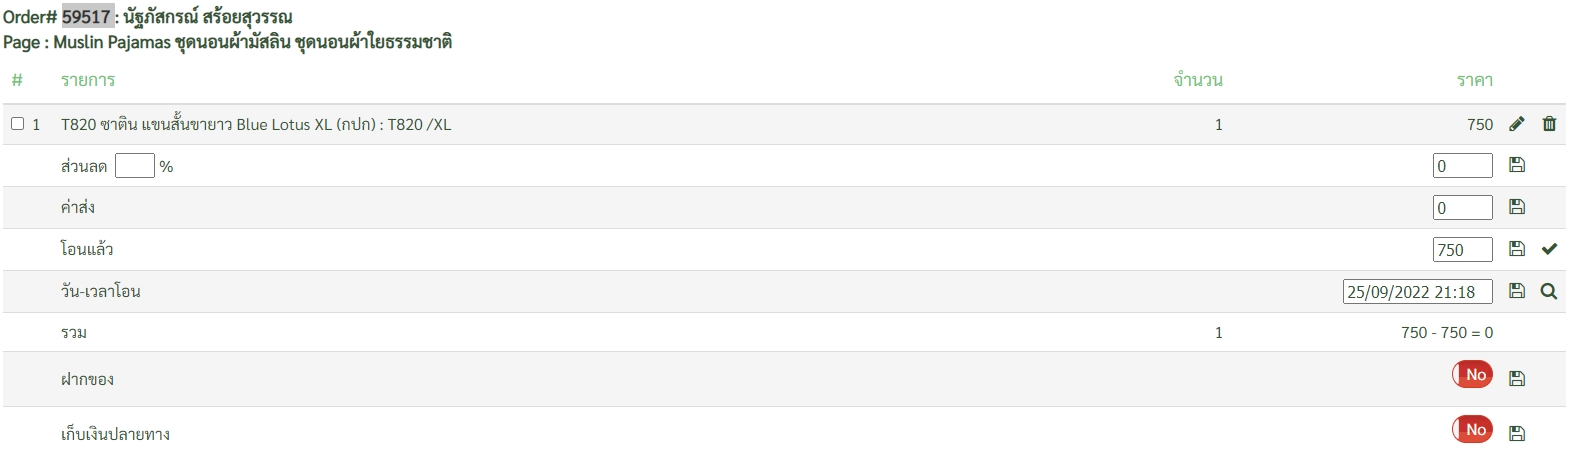 Order# 59517 : นัฐภัสกรณ์ สร้อยสุวรรณ
Page : Muslin Pajamas ชุดนอนผ้ามัสลิน ชุดนอนผ้าใยธรรมชาติ
# รายการ จำนวน ราคา
1 T820 ซาติน แขนสั้นขายาว Blue Lotus XL (กปก) : T820 /XL 1 750
ส่วนลด % 0
ค่าส่ง 0
โอนแล้ว 750
วัน-เวลาโอน 25/09/2022 21:18
รวม 1 750 - 750 = 0
ฝากของ No
เก็บเงินปลายทาง No